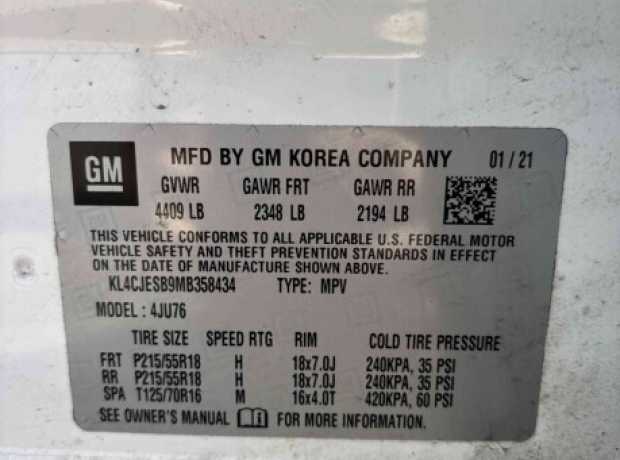 GM MFD BY GM KOREA COMPANY 01 / 21
GVWR GAWR FRT GAWR RR
4409 LB 2348 LB 2194 LB
THIS VEHICLE CONFORMS TO ALL APPLICABLE U.S. FEDERAL MOTOR
VEHICLE SAFETY AND THEFT PREVENTION STANDARDS IN EFFECT
ON THE DATE OF MANUFACTURE SHOWN ABOVE.
KL4CJESB9MB358434 TYPE: MPV
MODEL : 4JU76
TIRE SIZE SPEED RTG RIM COLD TIRE PRESSURE
FRT P215/55R18 H 18x7.0J 240KPA, 35 PSI
RR P215/55R18 H 18x7.0J 240KPA, 35 PSI
SPA T125/70R16 M 16x4.0T 420KPA, 60 PSI
SEE OWNER'S MANUAL FOR MORE INFORMATION.